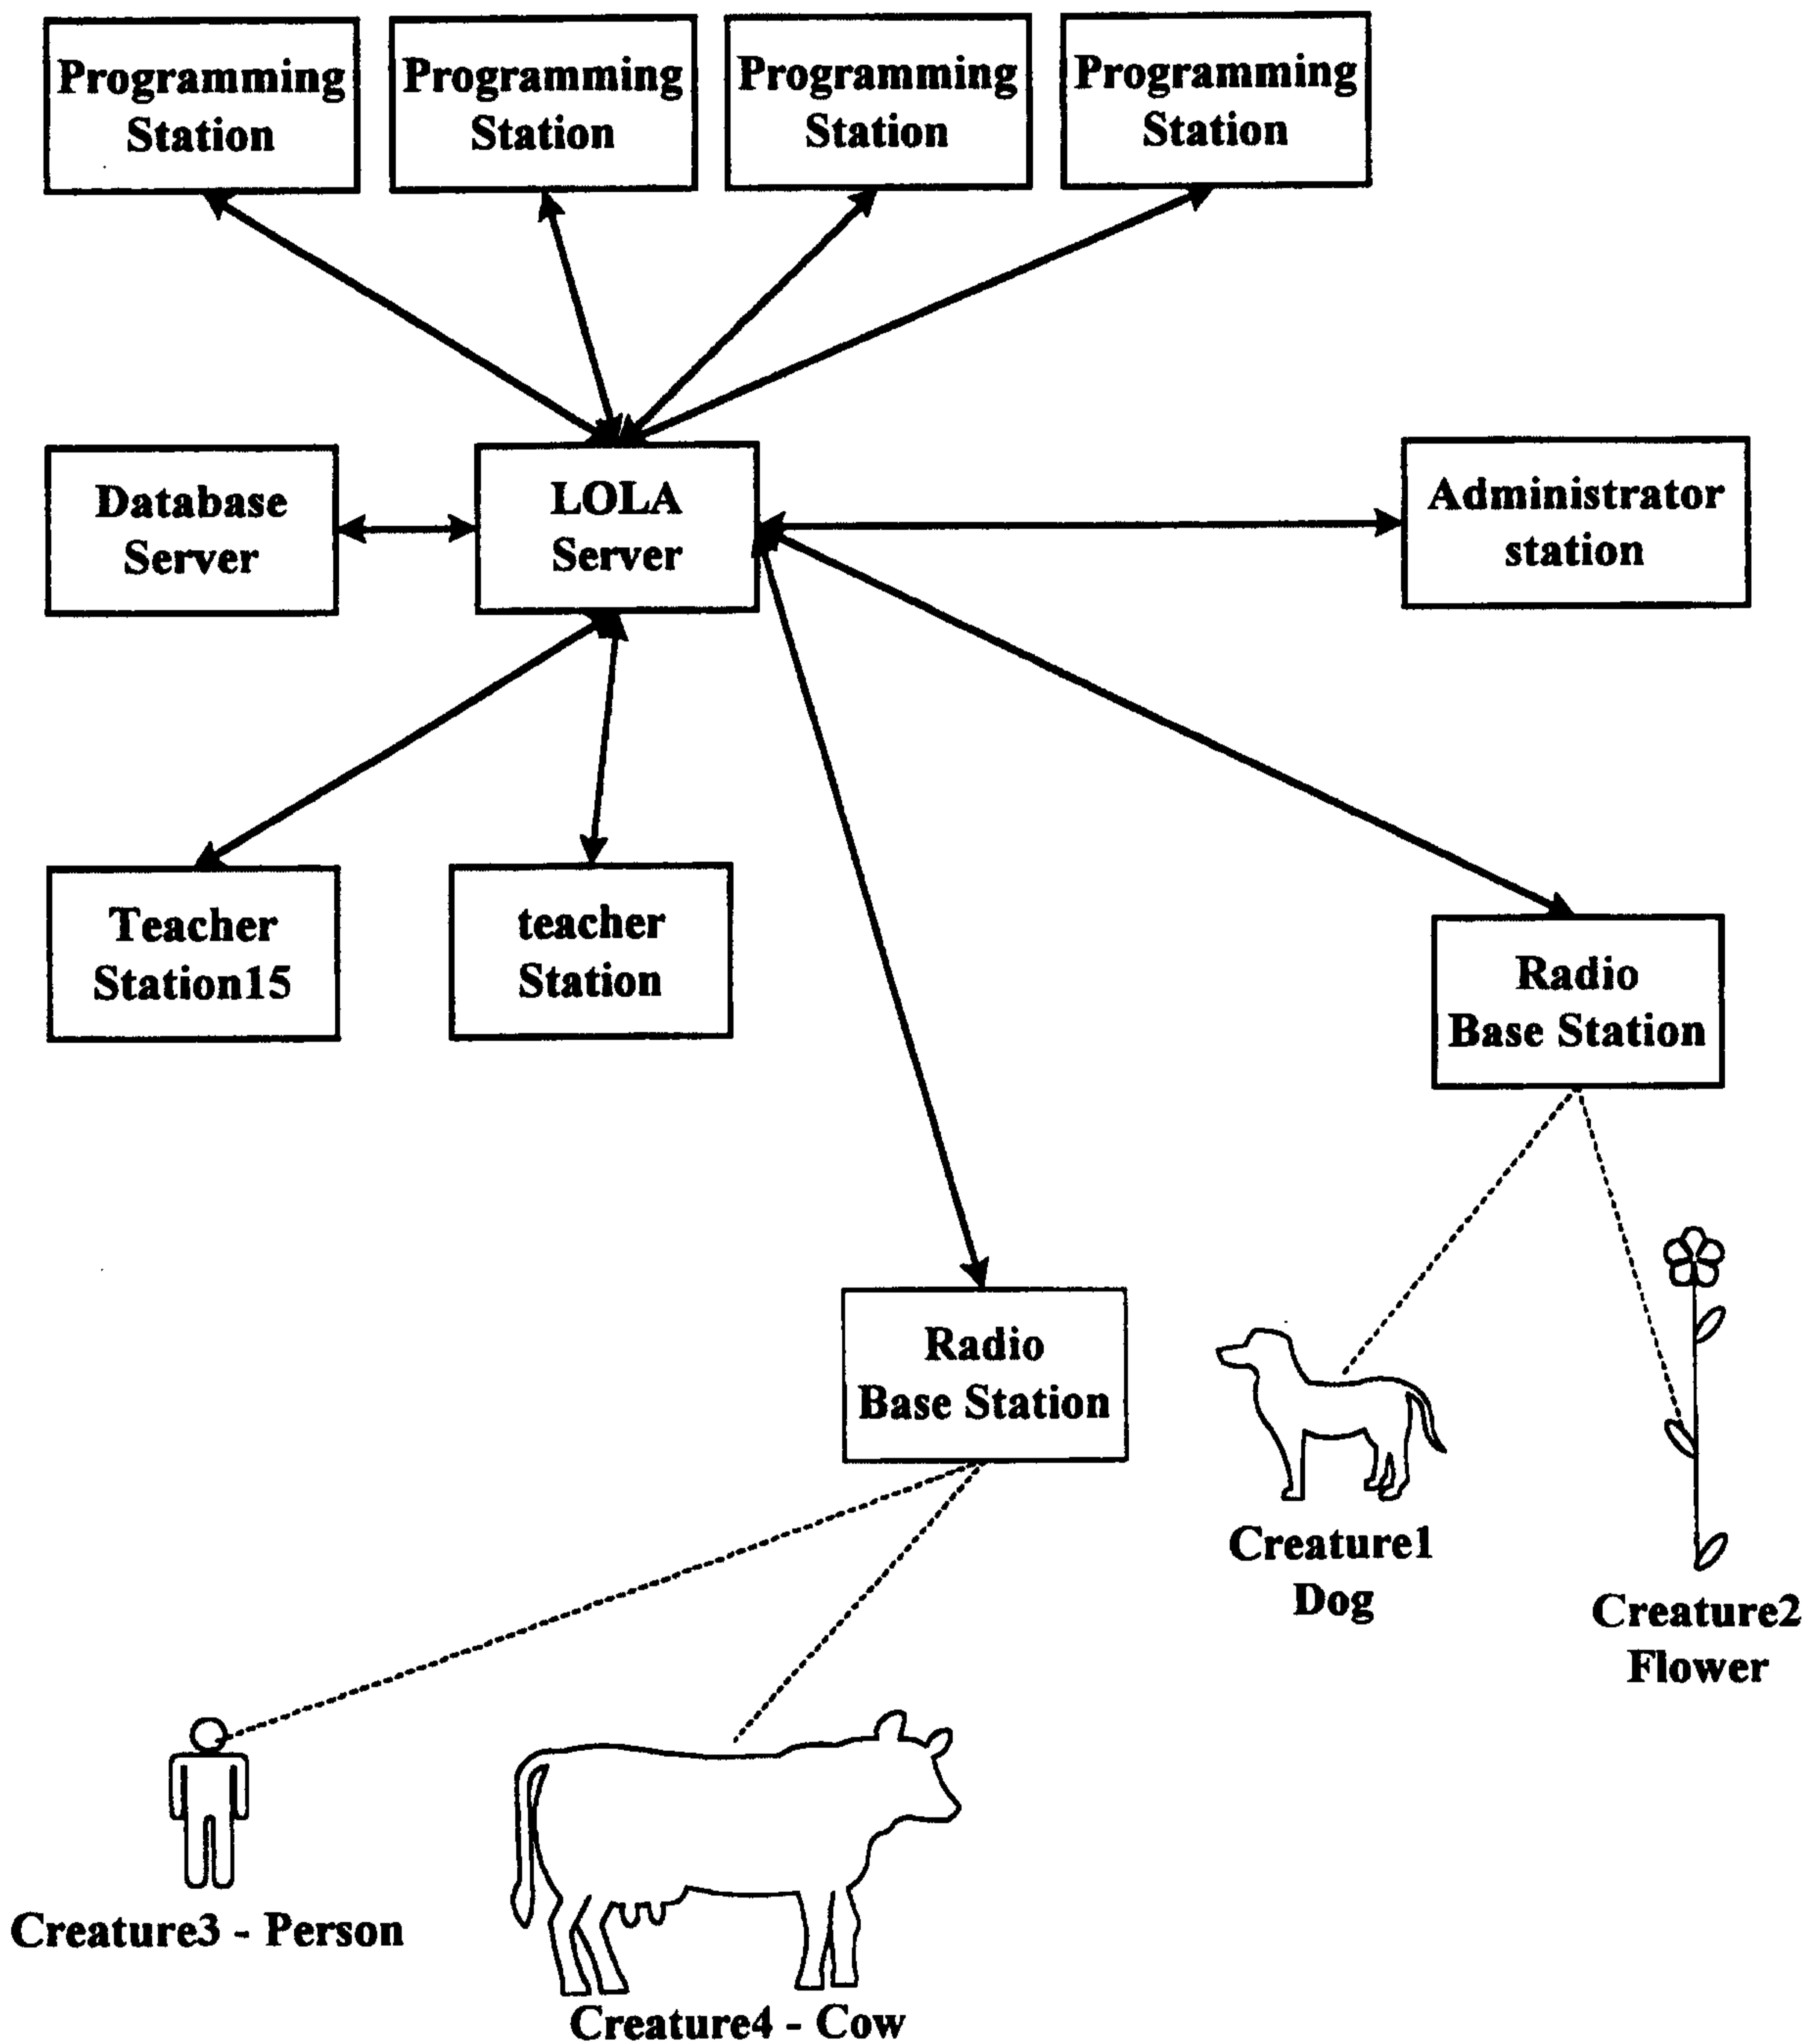 Programming
Station
Programming
Station
Programming
Station
Programming
Station
Database
Server
LOLA
Server
Administrator
station
Teacher
Station15
teacher
Station
Radio
Base Station
Radio
Base Station
Creature1
Dog
Creature2
Flower
Creature3 - Person
Creature4 - Cow